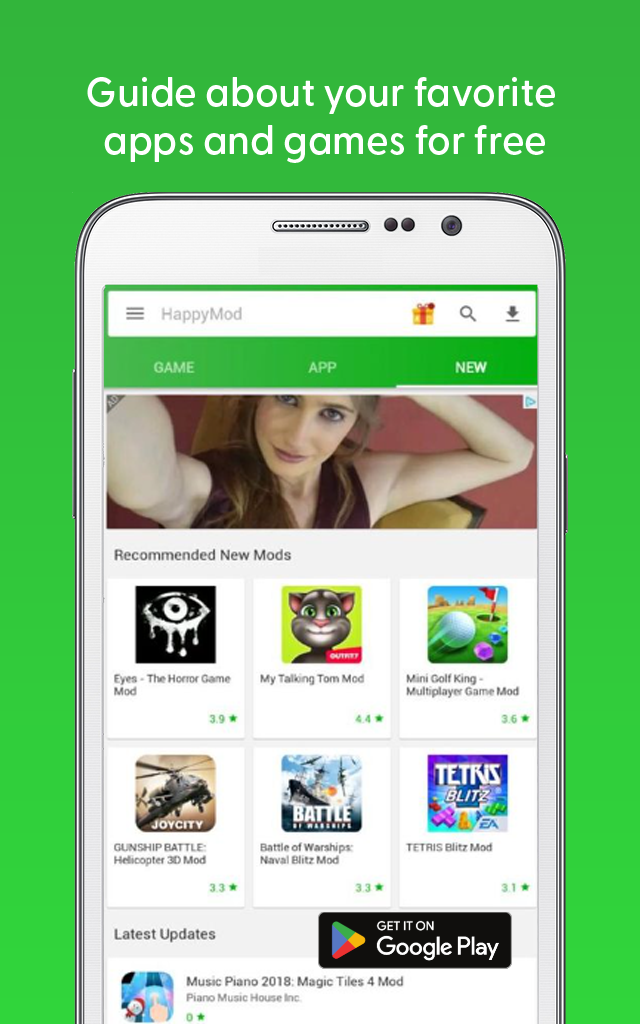 Guide about your favorite
apps and games for free
HappyMod
GAME
APP
NEW
AD
Recommended New Mods
OUTFIT7
Eyes - The Horror Game
Mod
3.9
My Talking Tom Mod
4.4
Mini Golf King -
Multiplayer Game Mod
3.6
JOYCITY
GUNSHIP BATTLE:
Helicopter 3D Mod
3.3
BATTLE
OF WARSHIPS
Battle of Warships:
Naval Blitz Mod
3.3
TETRIS
BLITZ
EA
TETRIS Blitz Mod
3.1
Latest Updates
GET IT ON
Google Play
Music Piano 2018: Magic Tiles 4 Mod
Piano Music House Inc.
0